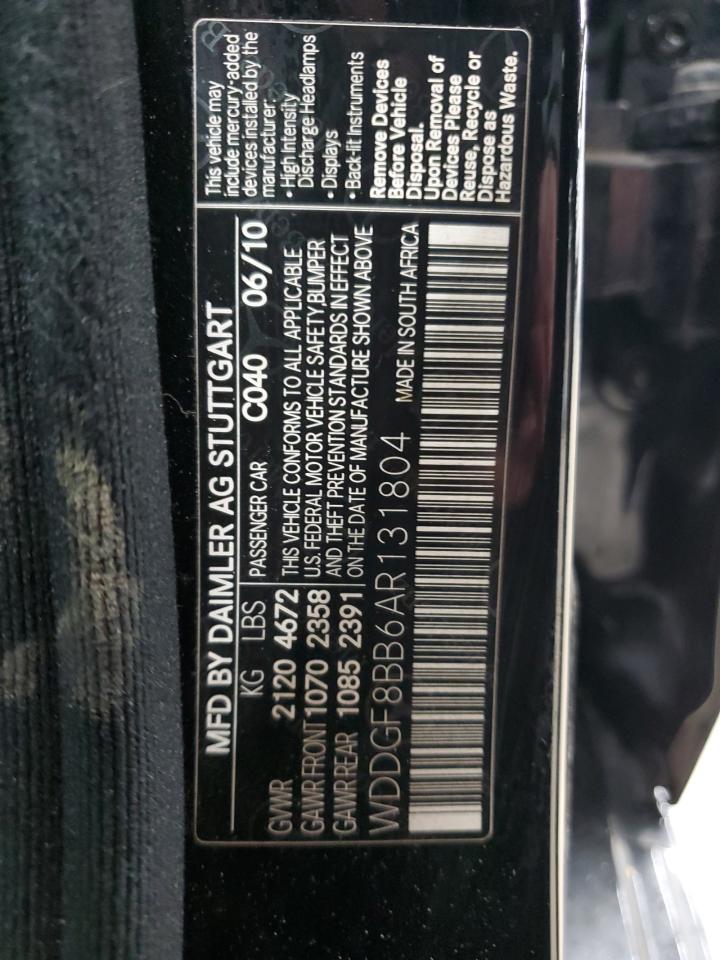 MFD BY DAIMLER AG STUTTGART
KG LBS PASSENGER CAR C040 06/10
GVWR 2120 4672 THIS VEHICLE CONFORMS TO ALL APPLICABLE
GAWR FRONT 1070 2358 U.S. FEDERAL MOTOR VEHICLE SAFETY, BUMPER
GAWR REAR 1085 2391 AND THEFT PREVENTION STANDARDS IN EFFECT
ON THE DATE OF MANUFACTURE SHOWN ABOVE
WDDGF8BB6AR131804 MADE IN SOUTH AFRICA
This vehicle may
include mercury-added
devices installed by the
manufacturer:
• High Intensity
Discharge Headlamps
• Displays
• Back-lit Instruments
Remove Devices
Before Vehicle
Disposal.
Upon Removal of
Devices Please
Reuse, Recycle or
Dispose as
Hazardous Waste.